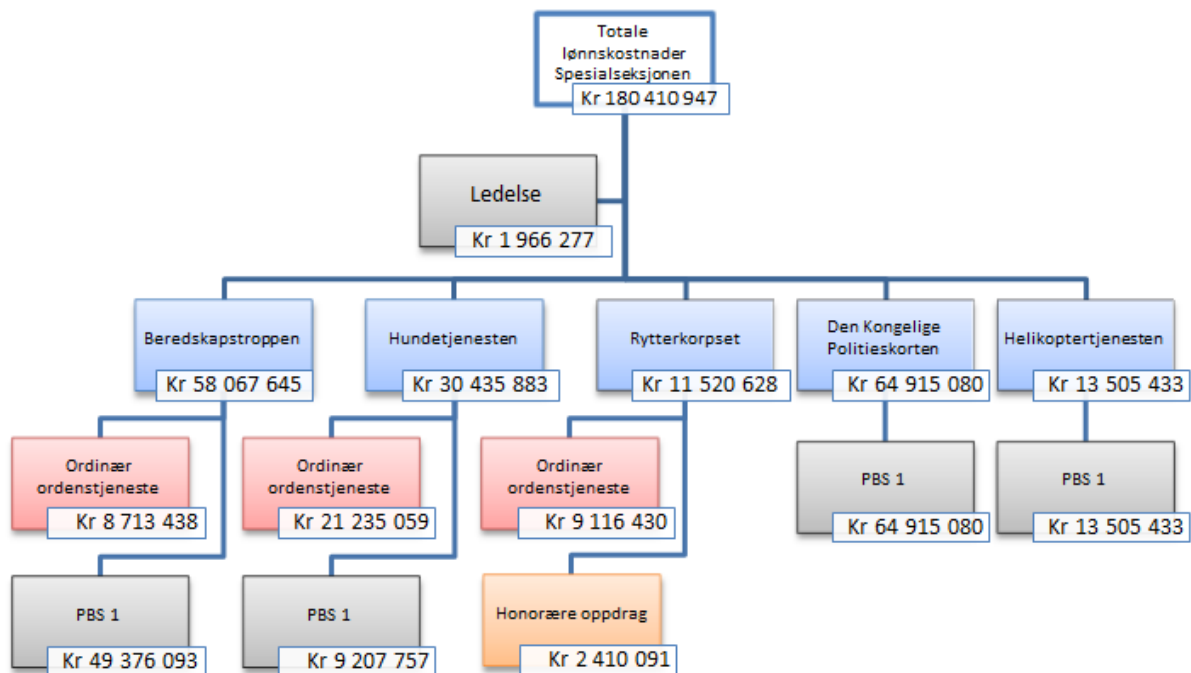 Totale
lønnskostnader
Spesialseksjonen
Kr 180 410 947
Ledelse
Kr 1 966 277
Beredskapstroppen
Kr 58 067 645
Hundetjenesten
Kr 30 435 883
Rytterkorpset
Kr 11 520 628
Den Kongelige
Politieskorten
Kr 64 915 080
Helikoptertjenesten
Kr 13 505 433
Ordinær
ordenstjeneste
Kr 8 713 438
Ordinær
ordenstjeneste
Kr 21 235 059
Ordinær
ordenstjeneste
Kr 9 116 430
PBS 1
Kr 64 915 080
PBS 1
Kr 13 505 433
PBS 1
Kr 49 376 093
PBS 1
Kr 9 207 757
Honorære oppdrag
Kr 2 410 091